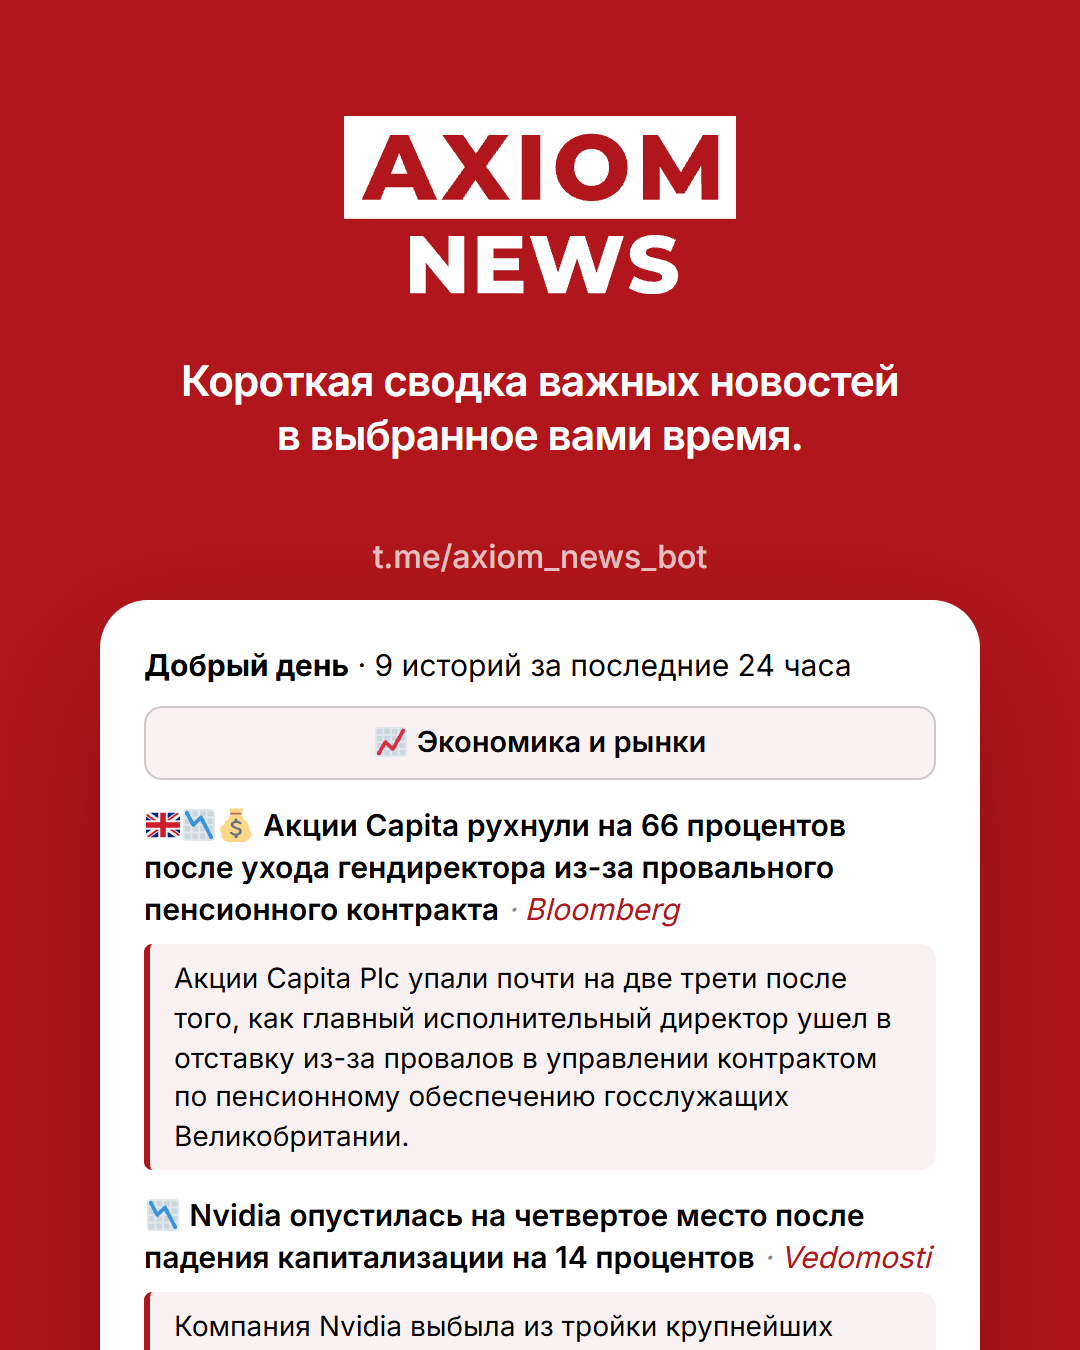 AXIOM
NEWS
Короткая сводка важных новостей
в выбранное вами время.
t.me/axiom_news_bot
Добрый день · 9 историй за последние 24 часа
📈 Экономика и рынки
🇬🇧📉💰 Акции Capita рухнули на 66 процентов
после ухода гендиректора из-за провального
пенсионного контракта · Bloomberg
Акции Capita Plc упали почти на две трети после
того, как главный исполнительный директор ушел в
отставку из-за провалов в управлении контрактом
по пенсионному обеспечению госслужащих
Великобритании.
📉 Nvidia опустилась на четвертое место после
падения капитализации на 14 процентов · Vedomosti
Компания Nvidia выбыла из тройки крупнейших